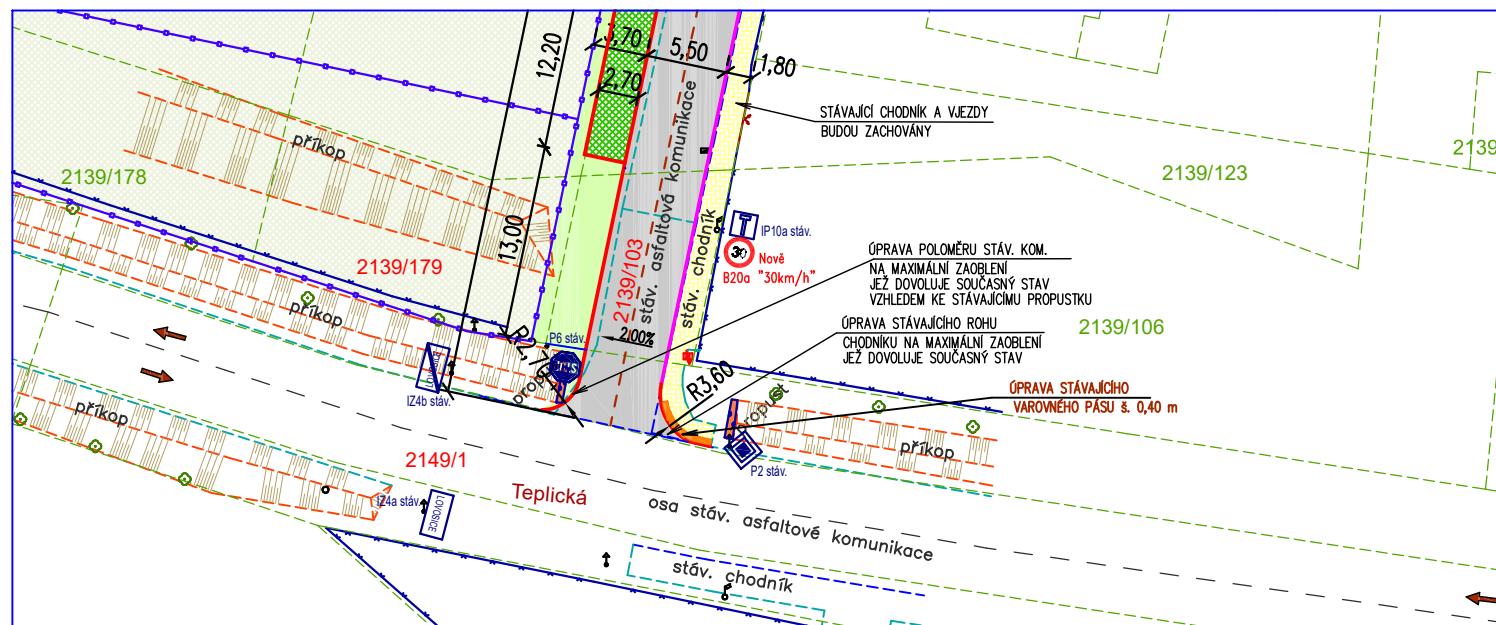 3,70
5,50
1,80
12,20
2,70
STÁVAJÍCÍ CHODNÍK A VJEZDY
BUDOU ZACHOVÁNY
příkop
2139/178
2139/123
2139
stáv. asfaltová komunikace
2139/103
stáv. chodník
IP10a stáv.
30
Nově
B20a "30km/h"
13,00
2139/179
příkop
ÚPRAVA POLOMĚRU STÁV. KOM.
NA MAXIMÁLNÍ ZAOBLENÍ
JEŽ DOVOLUJE SOUČASNÝ STAV
VZHLEDEM KE STÁVAJÍCÍMU PROPUSTKU
ÚPRAVA STÁVAJÍCÍHO ROHU
CHODNÍKU NA MAXIMÁLNÍ ZAOBLENÍ
JEŽ DOVOLUJE SOUČASNÝ STAV
2139/106
2.00%
P6 stáv.
IZ4b stáv.
R3,60
propust
ÚPRAVA STÁVAJÍCÍHO
VAROVNÉHO PÁSU š. 0,40 m
příkop
příkop
P2 stáv.
2149/1
Teplická
IZ4a stáv.
LOVOSICE
osa stáv. asfaltové komunikace
stáv. chodník